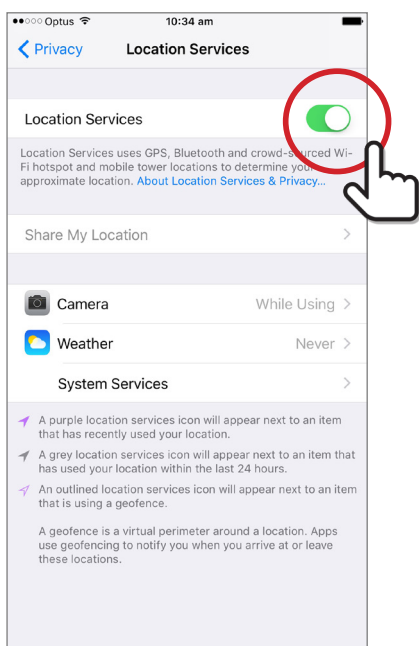 Optus 10:34 am
Privacy Location Services
Location Services
Location Services uses GPS, Bluetooth and crowd-sourced Wi-
Fi hotspot and mobile tower locations to determine your
approximate location. About Location Services & Privacy...
Share My Location
Camera While Using
Weather Never
System Services
A purple location services icon will appear next to an item
that has recently used your location.
A grey location services icon will appear next to an item that
has used your location within the last 24 hours.
An outlined location services icon will appear next to an item
that is using a geofence.
A geofence is a virtual perimeter around a location. Apps
use geofencing to notify you when you arrive at or leave
these locations.